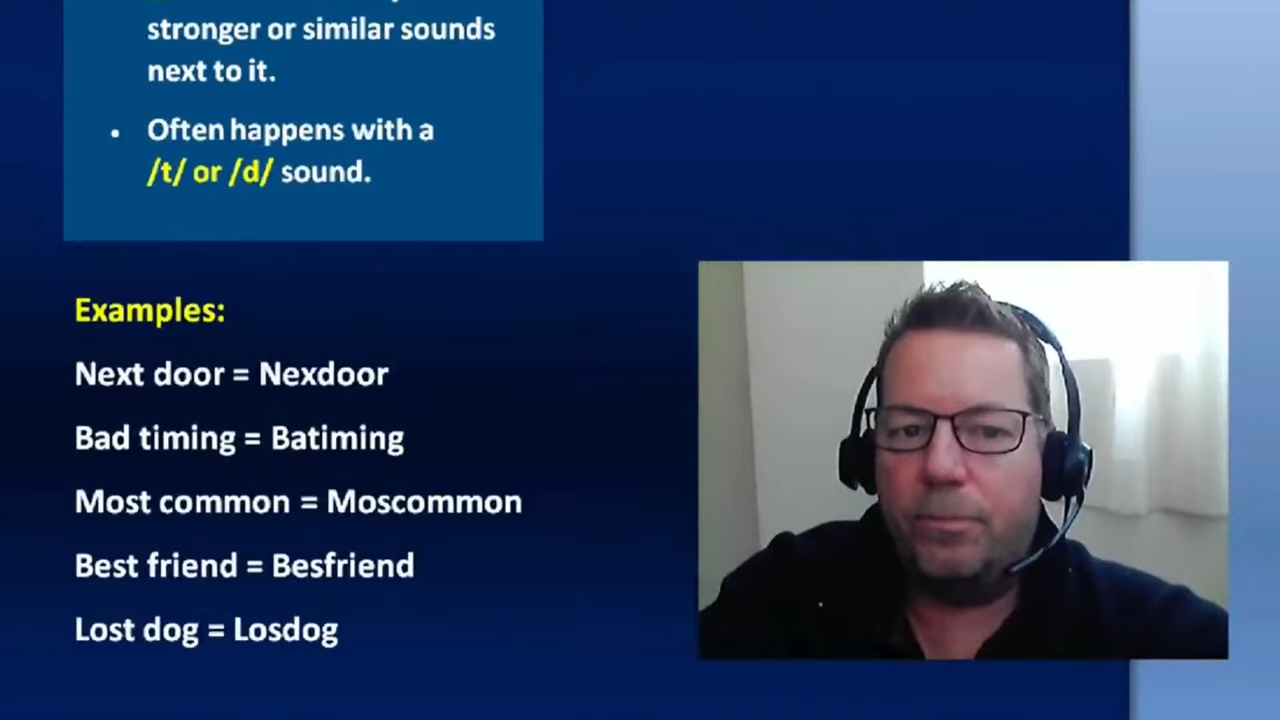 stronger or similar sounds
next to it.
• Often happens with a
/t/ or /d/ sound.
Examples:
Next door = Nexdoor
Bad timing = Batiming
Most common = Moscommon
Best friend = Besfriend
Lost dog = Losdog